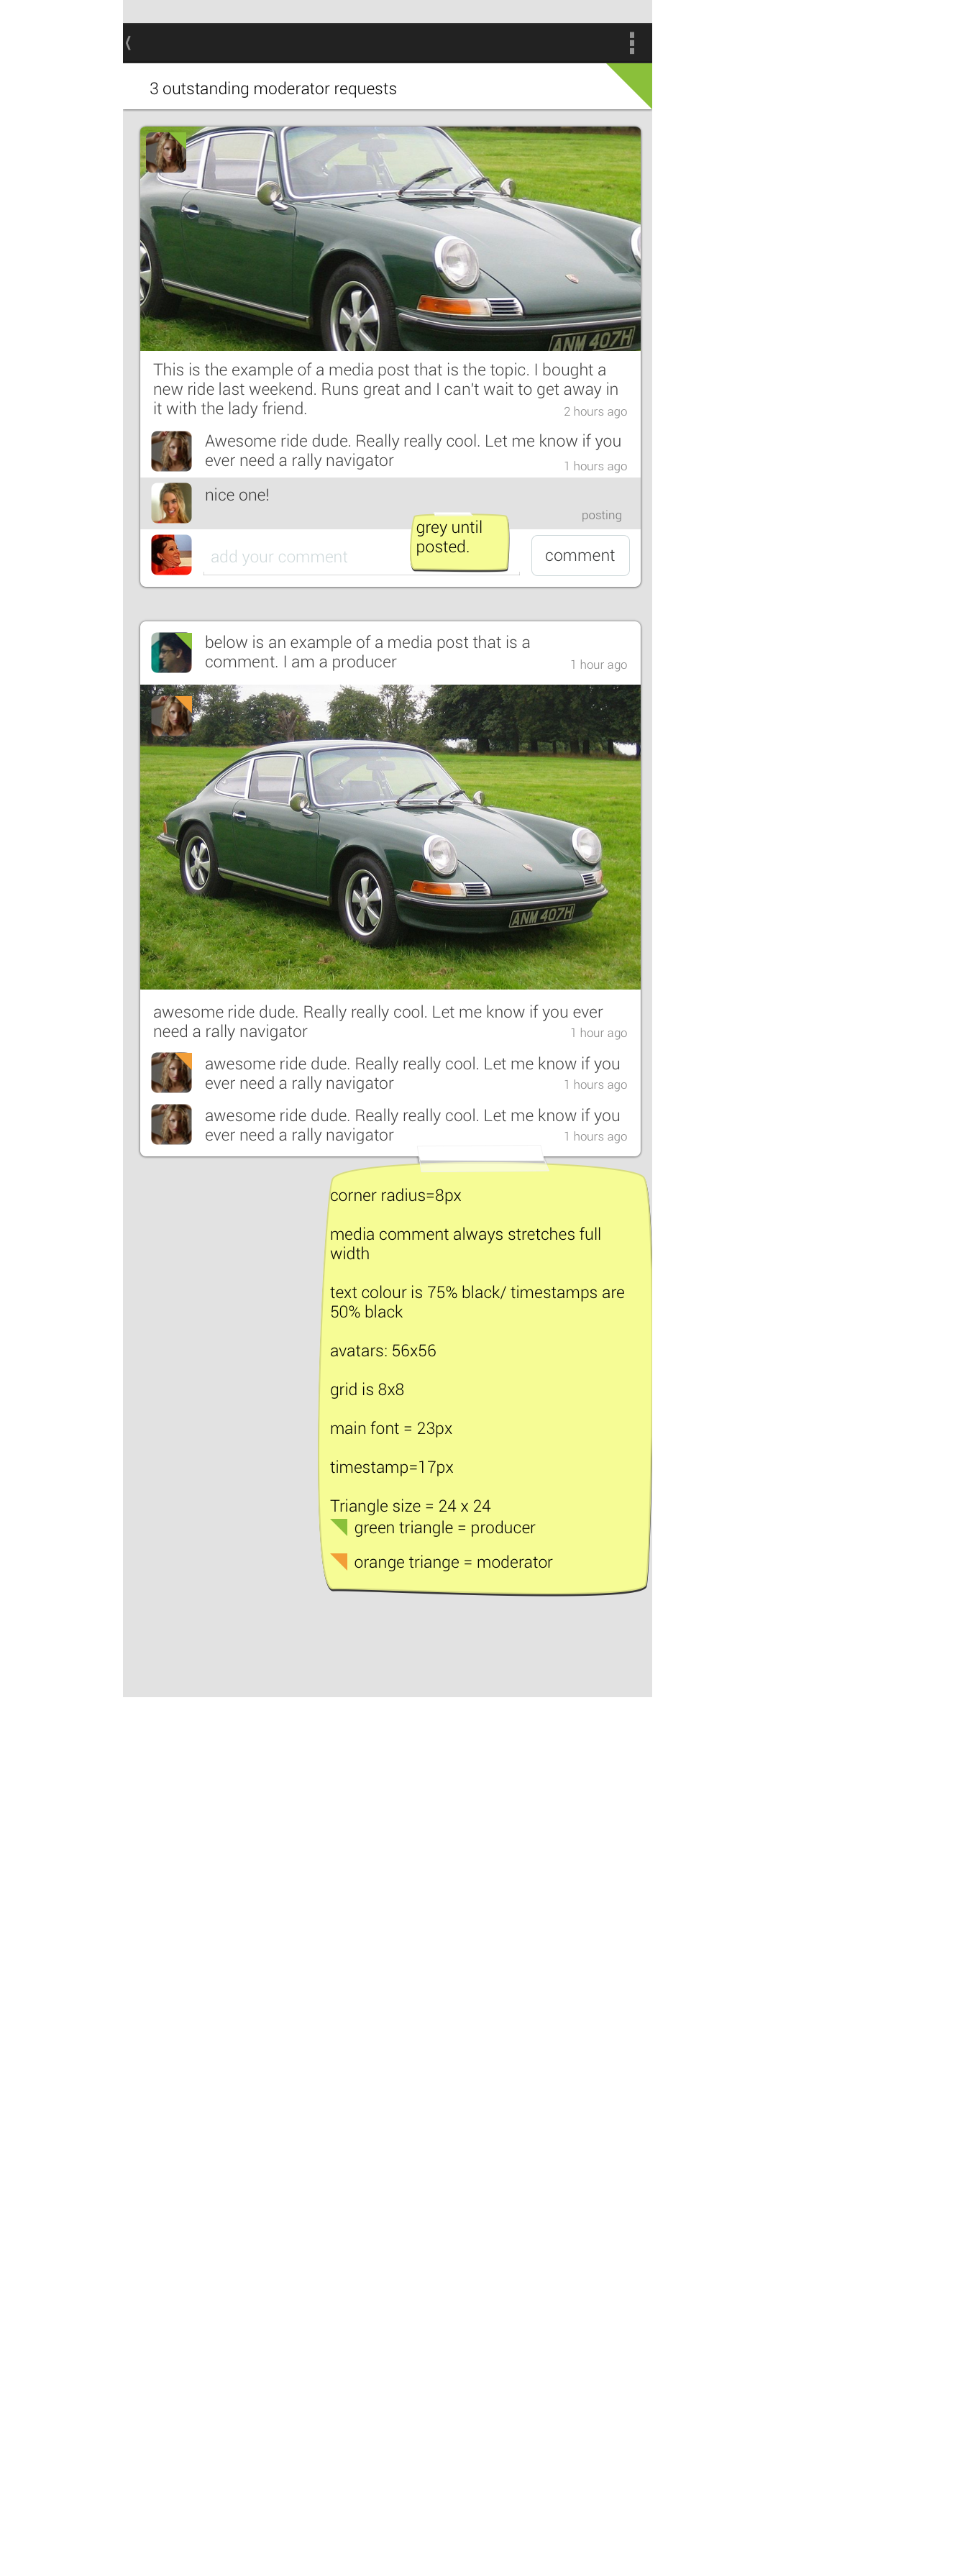 3 outstanding moderator requests
ANM 407H
This is the example of a media post that is the topic. I bought a
new ride last weekend. Runs great and I can't wait to get away in
it with the lady friend.
2 hours ago
Awesome ride dude. Really really cool. Let me know if you
ever need a rally navigator
1 hours ago
nice one!
posting
grey until
posted.
add your comment
comment
below is an example of a media post that is a
comment. I am a producer
1 hour ago
ANM 407H
awesome ride dude. Really really cool. Let me know if you ever
need a rally navigator
1 hour ago
awesome ride dude. Really really cool. Let me know if you
ever need a rally navigator
1 hours ago
awesome ride dude. Really really cool. Let me know if you
ever need a rally navigator
1 hours ago
corner radius=8px
media comment always stretches full
width
text colour is 75% black/ timestamps are
50% black
avatars: 56x56
grid is 8x8
main font = 23px
timestamp=17px
Triangle size = 24 x 24
green triangle = producer
orange triange = moderator